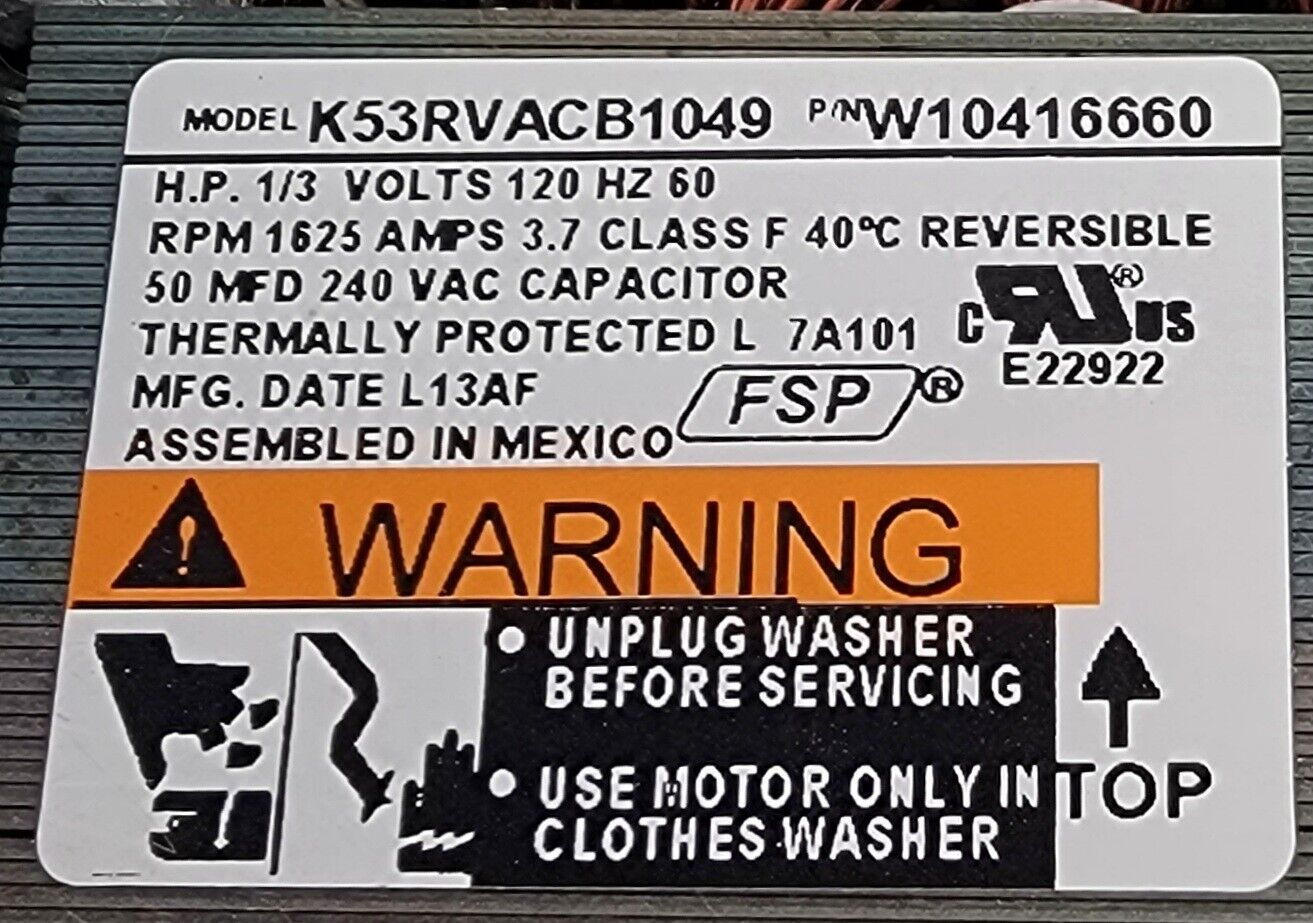 MODEL K53RVACB1049 P/N W10416660
H.P. 1/3 VOLTS 120 HZ 60
RPM 1625 AMPS 3.7 CLASS F 40°C REVERSIBLE
50 MFD 240 VAC CAPACITOR
THERMALLY PROTECTED L 7A101
C RU® US
E22922
MFG. DATE L13AF
FSP®
ASSEMBLED IN MEXICO
! WARNING
• UNPLUG WASHER
BEFORE SERVICING
• USE MOTOR ONLY IN
CLOTHES WASHER
TOP